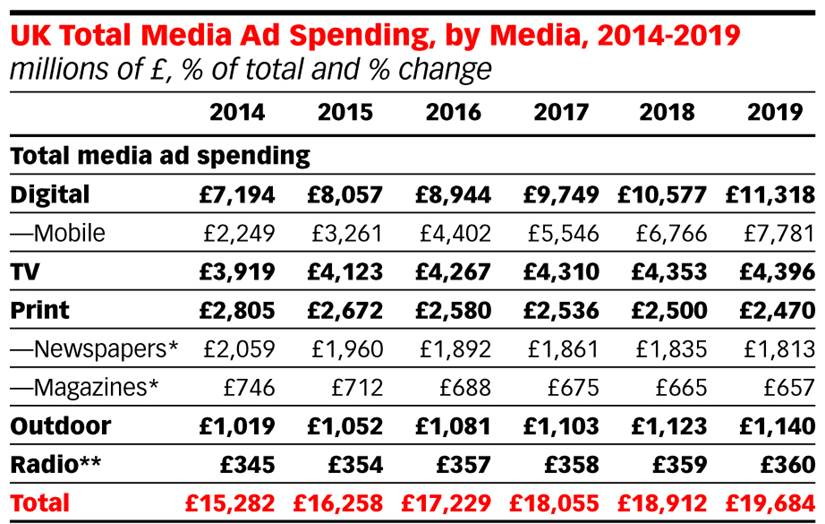 UK Total Media Ad Spending, by Media, 2014-2019
millions of £, % of total and % change
2014 2015 2016 2017 2018 2019
Total media ad spending
Digital £7,194 £8,057 £8,944 £9,749 £10,577 £11,318
—Mobile £2,249 £3,261 £4,402 £5,546 £6,766 £7,781
TV £3,919 £4,123 £4,267 £4,310 £4,353 £4,396
Print £2,805 £2,672 £2,580 £2,536 £2,500 £2,470
—Newspapers* £2,059 £1,960 £1,892 £1,861 £1,835 £1,813
—Magazines* £746 £712 £688 £675 £665 £657
Outdoor £1,019 £1,052 £1,081 £1,103 £1,123 £1,140
Radio** £345 £354 £357 £358 £359 £360
Total £15,282 £16,258 £17,229 £18,055 £18,912 £19,684